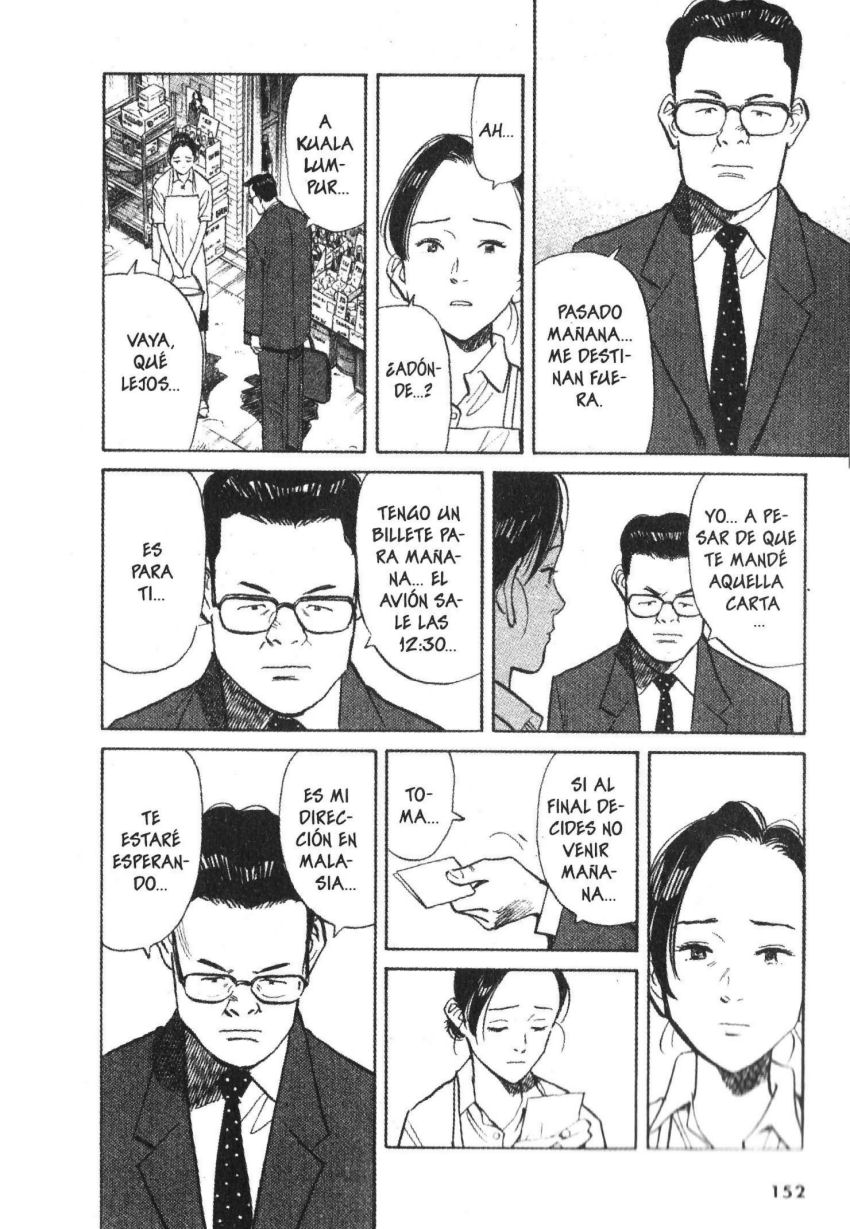 PASADO
MAÑANA...
ME DESTI-
NAN FUE-
RA.
AH...
¿ADÓN-
DE...?
A
KUALA
LUM-
PUR...
VAYA,
QUÉ
LEJOS...
YO... A PE-
SAR DE QUE
TE MANDÉ
AQUELLA
CARTA
...
TENGO UN
BILLETE PA-
RA MAÑA-
NA... EL
AVIÓN SA-
LE LAS
12:30...
ES
PARA
TI...
SI AL
FINAL DE-
CIDES NO
VENIR
MAÑA-
NA...
TO-
MA...
ES MI
DIREC-
CIÓN EN
MALA-
SIA...
TE
ESTARÉ
ESPERAN-
DO...
152